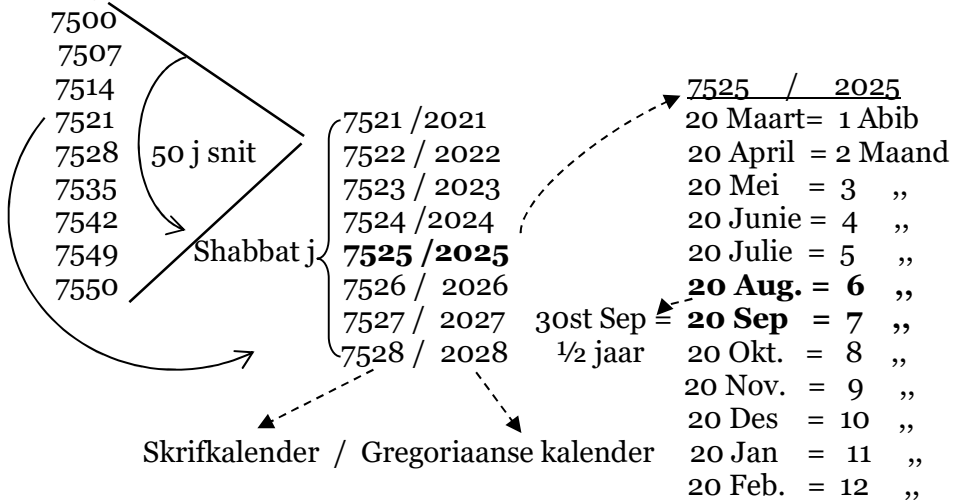 7500
7507
7514
7521
7528
7535
7542
7549
7550
50 j snit
Shabbat j
7521 /2021
7522 / 2022
7523 / 2023
7524 /2024
7525 /2025
7526 / 2026
7527 / 2027
7528 / 2028
Skrifkalender / Gregoriaanse kalender
30st Sep =
½ jaar
7525 / 2025
20 Maart= 1 Abib
20 April = 2 Maand
20 Mei = 3 ,,
20 Junie = 4 ,,
20 Julie = 5 ,,
20 Aug. = 6 ,,
20 Sep = 7 ,,
20 Okt. = 8 ,,
20 Nov. = 9 ,,
20 Des = 10 ,,
20 Jan = 11 ,,
20 Feb. = 12 ,,